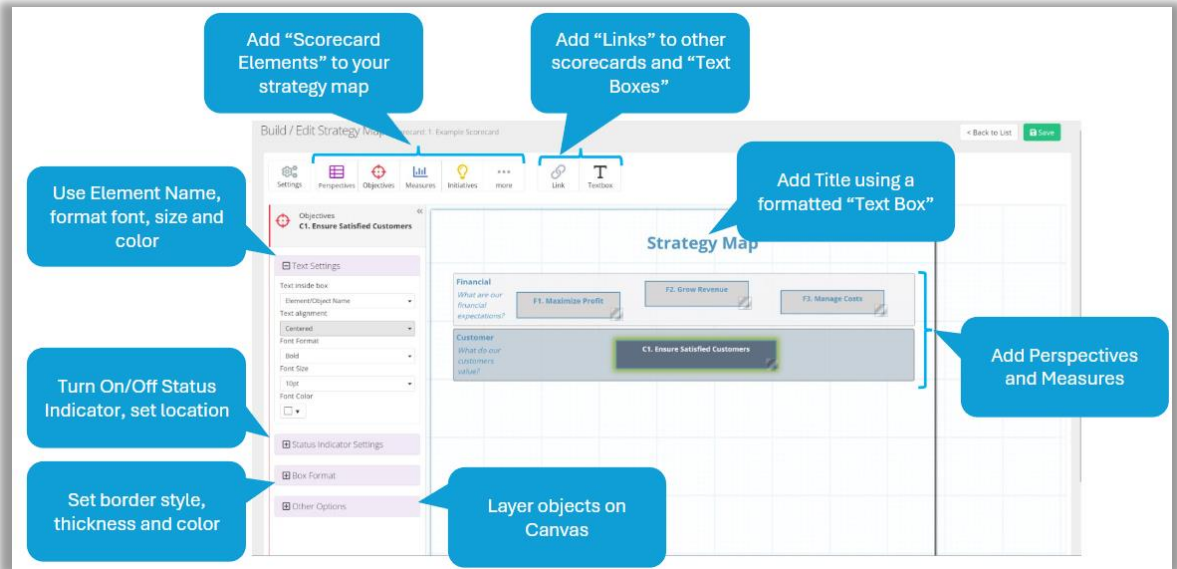 Add “Scorecard
Elements” to your
strategy map
Add “Links” to other
scorecards and “Text
Boxes”
Build / Edit Strategy Map
1: Example Scorecard
< Back to List
Save
Settings
Perspectives
Objectives
Measures
Initiatives
more
Link
Textbox
Use Element Name,
format font, size and
color
Add Title using a
formatted “Text Box”
Objectives
C1. Ensure Satisfied Customers
Text Settings
Text inside box
Element/Object Name
Text alignment
Centered
Font Format
Bold
Font Size
10pt
Font Color
Strategy Map
Financial
What are our
financial
expectations?
F1. Maximize Profit
F2. Grow Revenue
F3. Manage Costs
Customer
What do our
customers
value?
C1. Ensure Satisfied Customers
Add Perspectives
and Measures
Turn On/Off Status
Indicator, set location
Status Indicator Settings
Box Format
Other Options
Set border style,
thickness and color
Layer objects on
Canvas